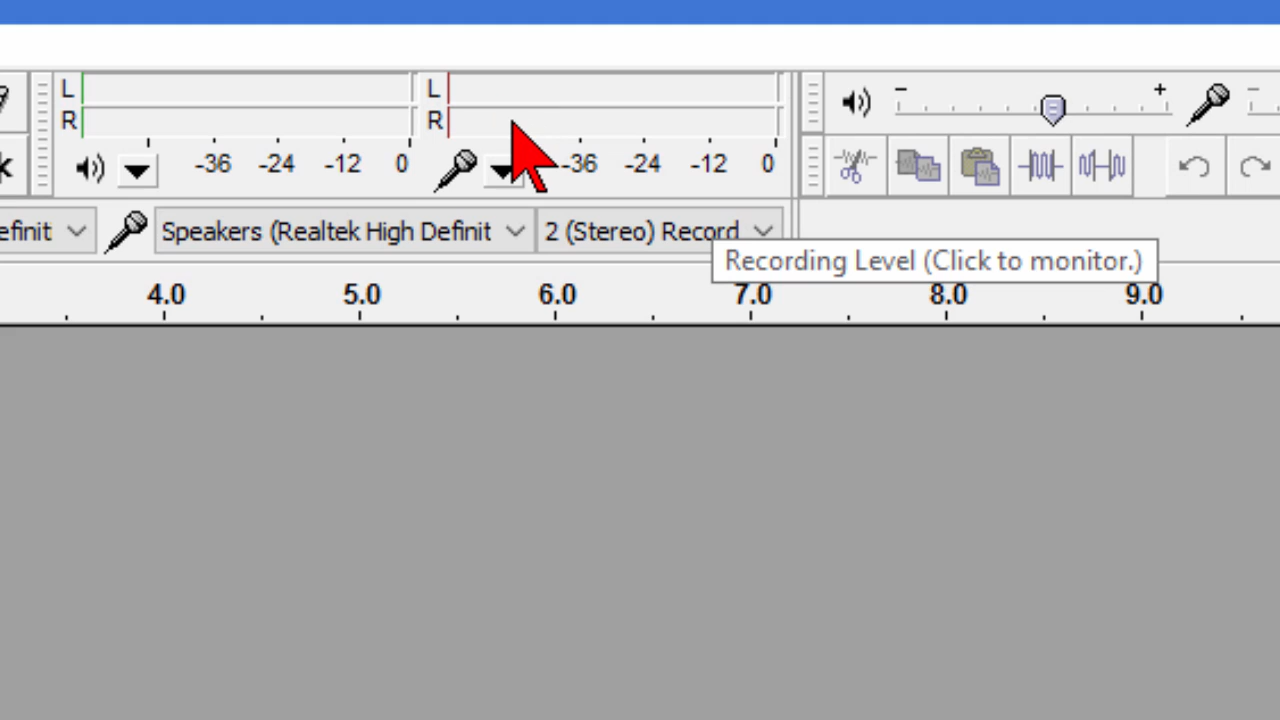 L L - +
R R
-36 -24 -12 0 -36 -24 -12 0
efinit Speakers (Realtek High Definit 2 (Stereo) Record
Recording Level (Click to monitor.)
4.0 5.0 6.0 7.0 8.0 9.0